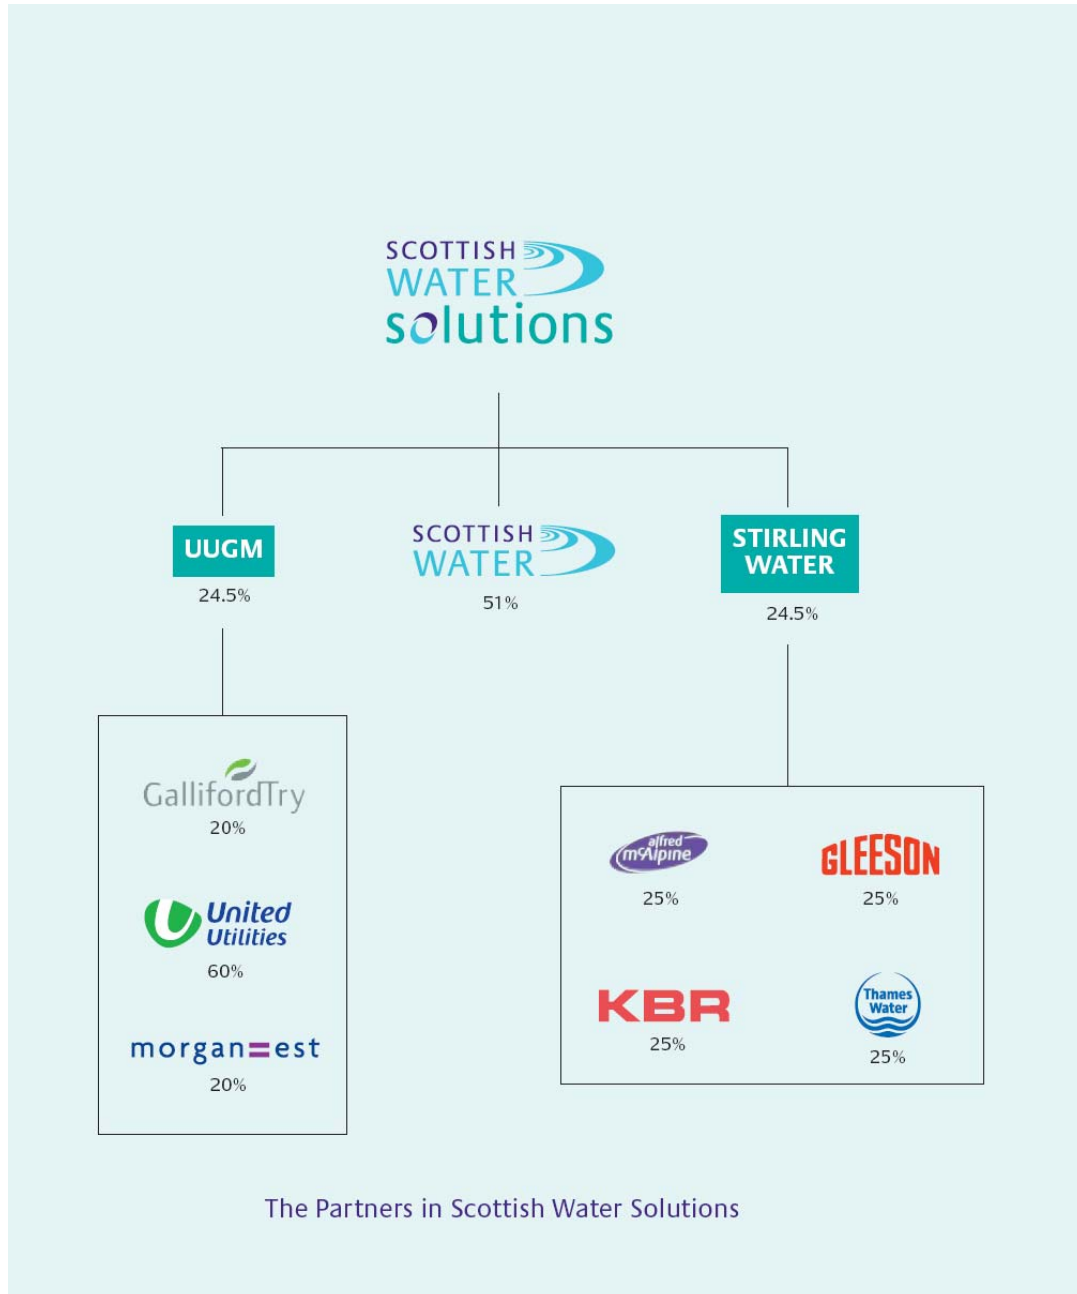 SCOTTISH
WATER
solutions
UUGM
24.5%
SCOTTISH
WATER
51%
STIRLING
WATER
24.5%
GallifordTry
20%
United
Utilities
60%
morgan=est
20%
alfred
mcAlpine
25%
GLEESON
25%
KBR
25%
Thames
Water
25%
The Partners in Scottish Water Solutions